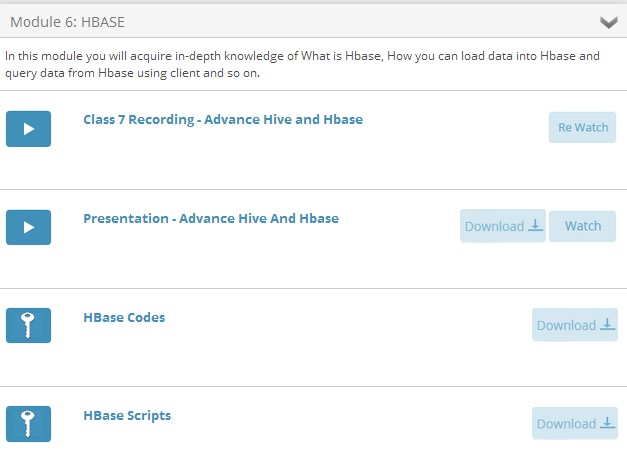 Module 6: HBASE
In this module you will acquire in-depth knowledge of What is Hbase, How you can load data into Hbase and
query data from Hbase using client and so on.
Class 7 Recording - Advance Hive and Hbase
Re Watch
Presentation - Advance Hive And Hbase
Download
Watch
HBase Codes
Download
HBase Scripts
Download